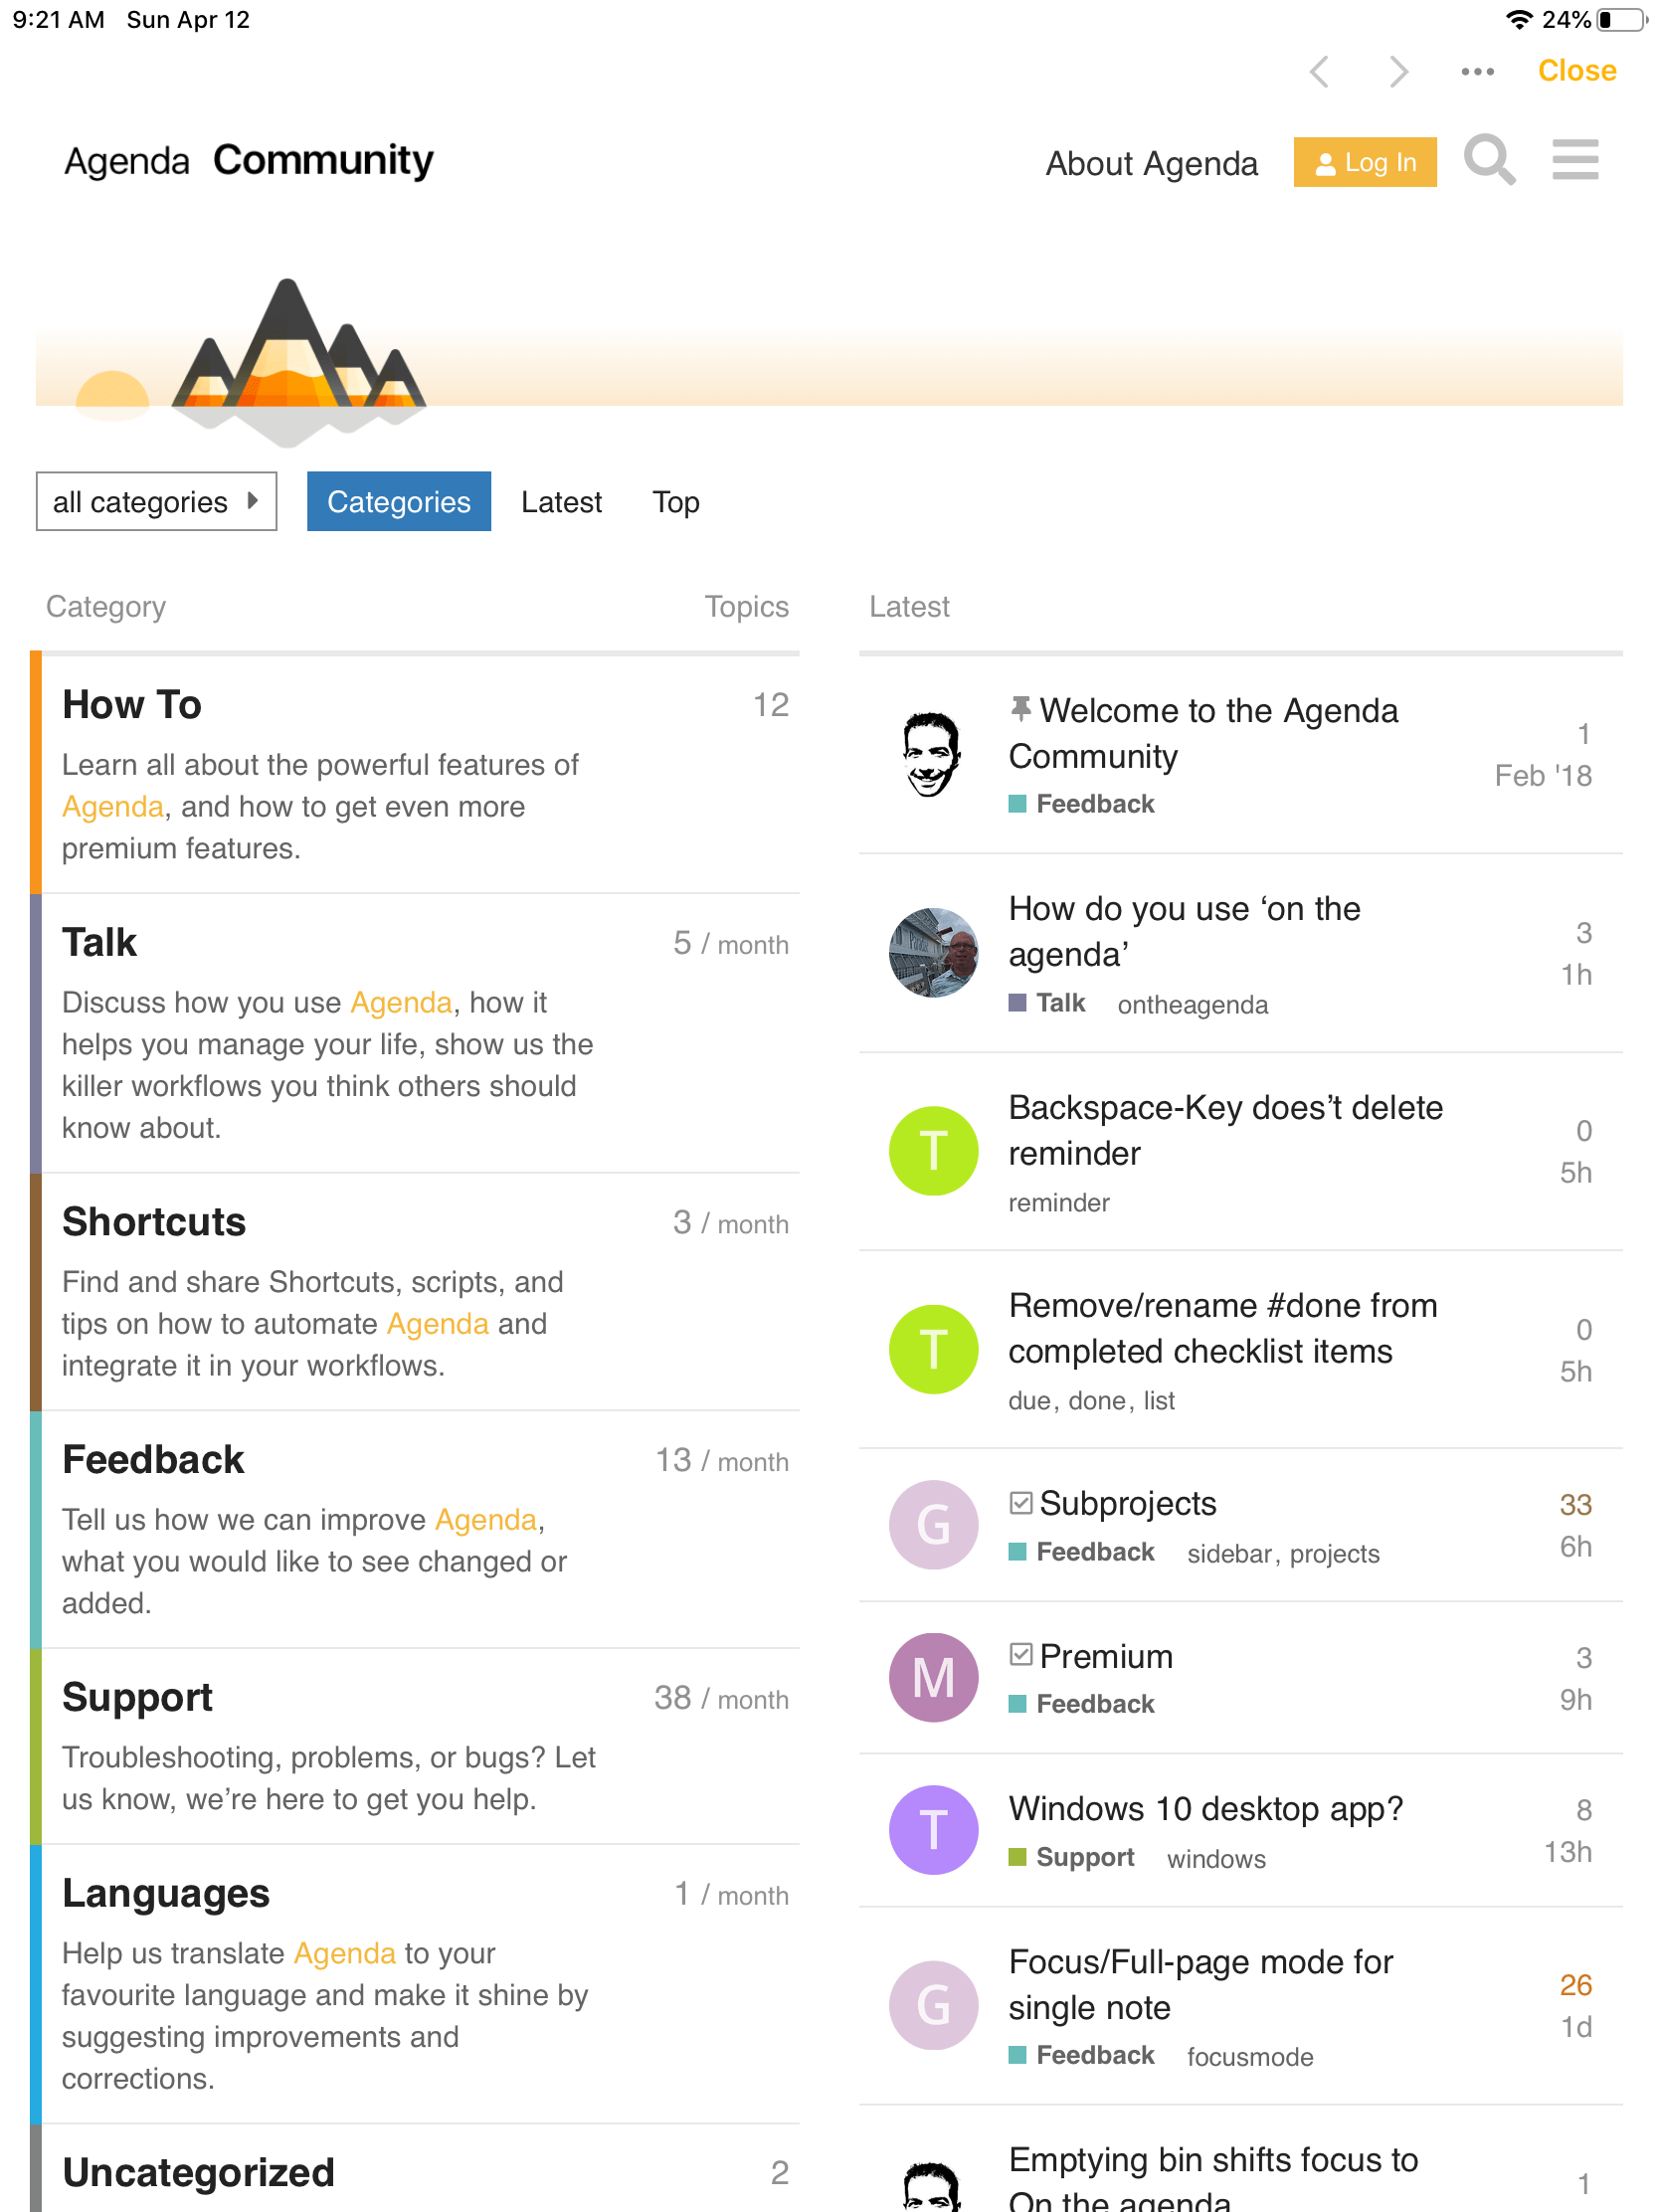 9:21 AM Sun Apr 12 24%
Close
Agenda Community About Agenda Log In
all categories Categories Latest Top
Category Topics
How To 12
Learn all about the powerful features of
Agenda, and how to get even more
premium features.
Talk 5 / month
Discuss how you use Agenda, how it
helps you manage your life, show us the
killer workflows you think others should
know about.
Shortcuts 3 / month
Find and share Shortcuts, scripts, and
tips on how to automate Agenda and
integrate it in your workflows.
Feedback 13 / month
Tell us how we can improve Agenda,
what you would like to see changed or
added.
Support 38 / month
Troubleshooting, problems, or bugs? Let
us know, we’re here to get you help.
Languages 1 / month
Help us translate Agenda to your
favourite language and make it shine by
suggesting improvements and
corrections.
Uncategorized 2
Latest
Welcome to the Agenda
Community
Feedback
1
Feb '18
How do you use ‘on the
agenda’
Talk ontheagenda
3
1h
T
Backspace-Key does’t delete
reminder
reminder
0
5h
T
Remove/rename #done from
completed checklist items
due, done, list
0
5h
G
Subprojects
Feedback sidebar, projects
33
6h
M
Premium
Feedback
3
9h
T
Windows 10 desktop app?
Support windows
8
13h
G
Focus/Full-page mode for
single note
Feedback focusmode
26
1d
Emptying bin shifts focus to
On the agenda
1